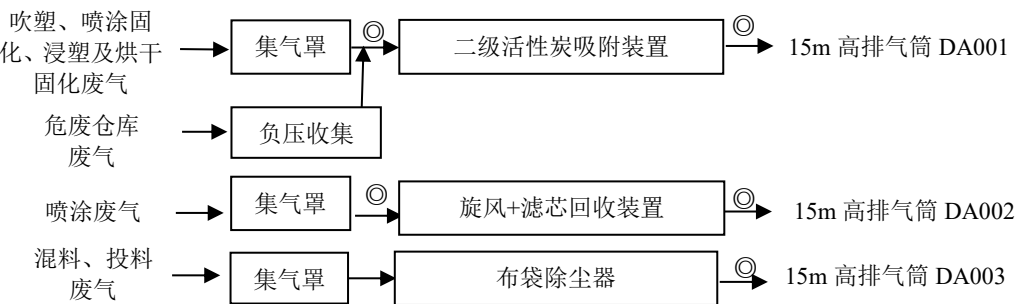 吹塑、喷涂固
化、浸塑及烘干
固化废气
集气罩
◎
二级活性炭吸附装置
◎
15m 高排气筒 DA001
危废仓库
废气
负压收集
喷涂废气
集气罩
◎
旋风+滤芯回收装置
◎
15m 高排气筒 DA002
混料、投料
废气
集气罩
布袋除尘器
◎
15m 高排气筒 DA003